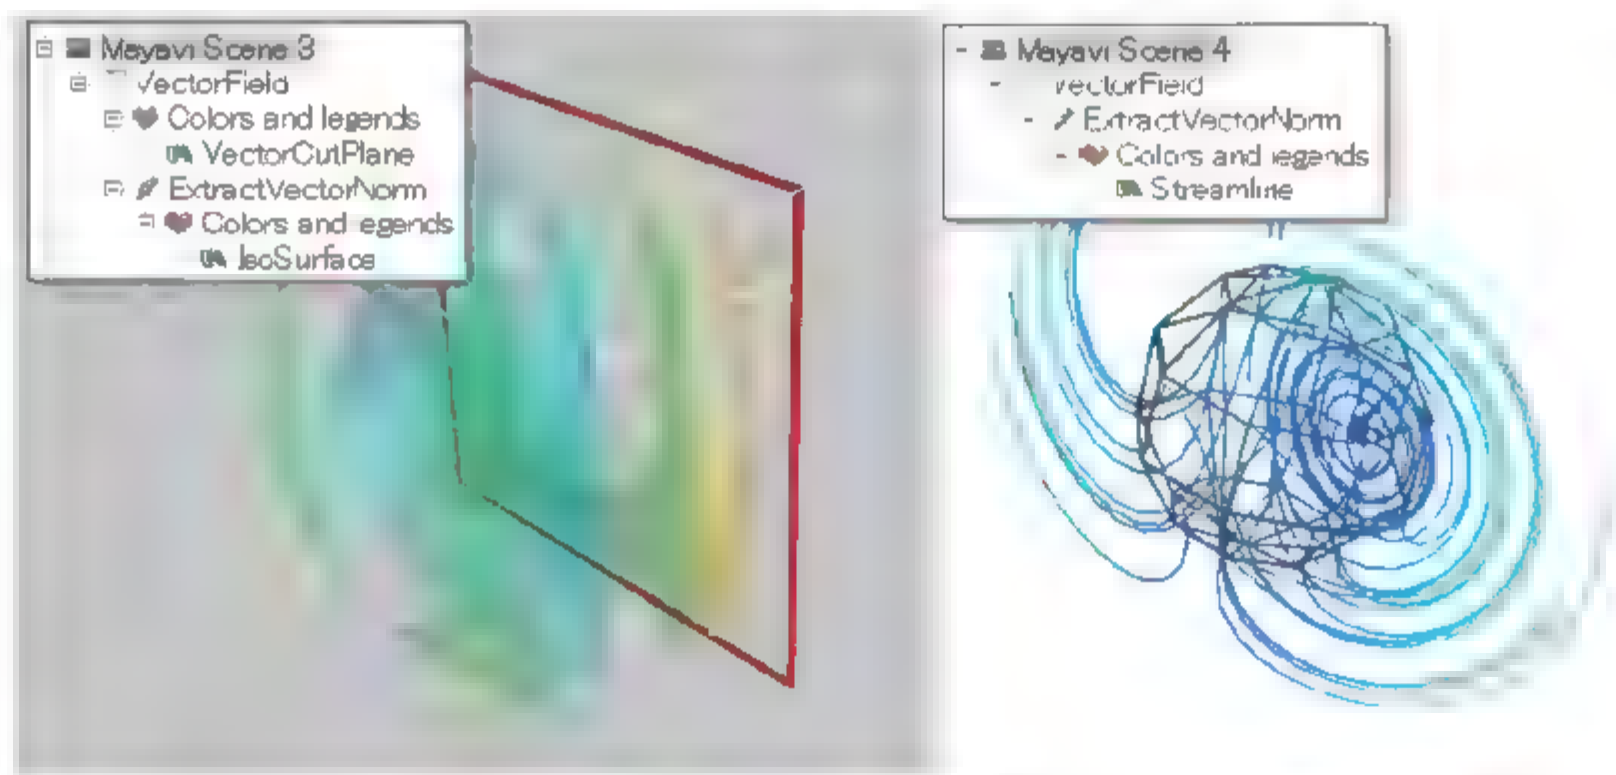 Mayavi Scene 3
VectorField
Colors and legends
VectorCutPlane
ExtractVectorNorm
Colors and legends
IsoSurface
Mayavi Scene 4
VectorField
ExtractVectorNorm
Colors and legends
Streamline